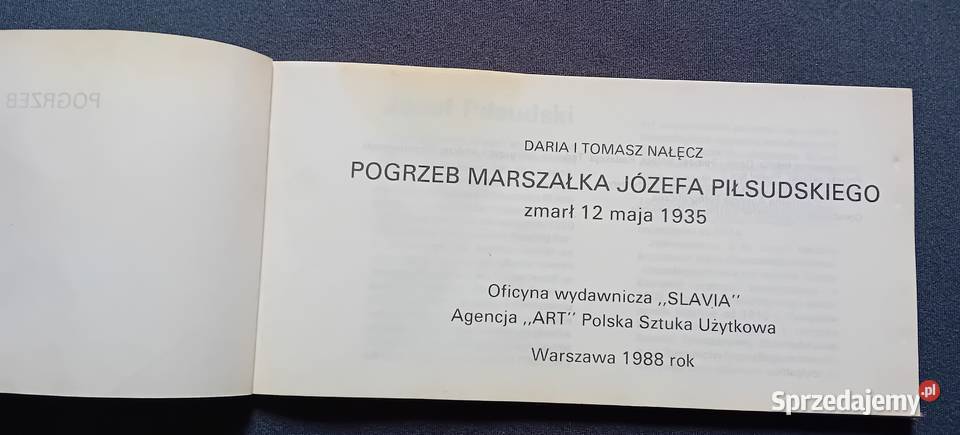 POGRZEB
DARIA I TOMASZ NAŁĘCZ
POGRZEB MARSZAŁKA JÓZEFA PIŁSUDSKIEGO
zmarł 12 maja 1935
Oficyna wydawnicza ,,SLAVIA''
Agencja ,,ART'' Polska Sztuka Użytkowa
Warszawa 1988 rok
Sprzedajemy.pl